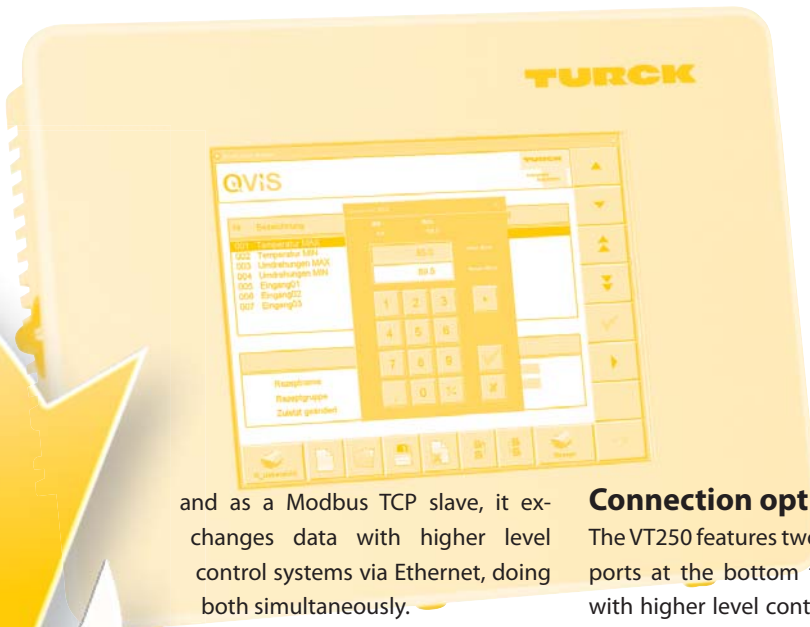 TURCK
QViS
Nr. Bezeichnung
001 Temperatur MAX
002 Temperatur MIN
003 Umdrehungen MAX
004 Umdrehungen MIN
005 Eingang01
006 Eingang02
007 Eingang03
1 2 3
4 5 6
7 8 9
0
Rezeptname
Rezeptgruppe
Zuletzt geändert
and as a Modbus TCP slave, it ex-
changes data with higher level
control systems via Ethernet, doing
both simultaneously.
Connection opt
The VT250 features two
ports at the bottom
with higher level cont